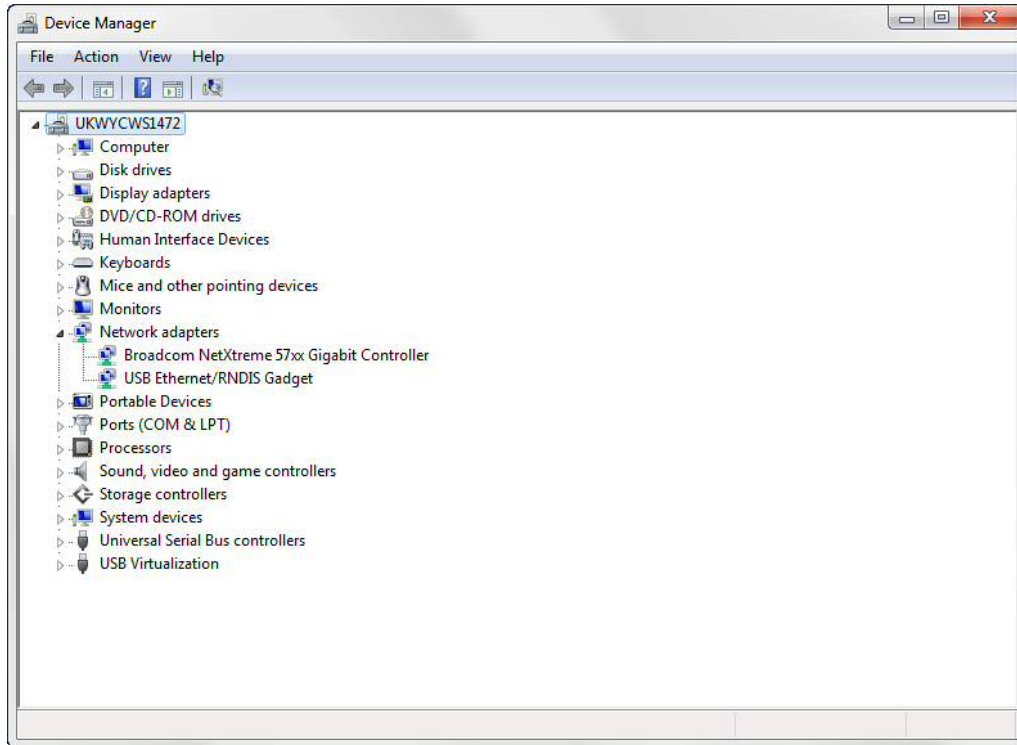 Device Manager
File Action View Help
UKWYCWS1472
Computer
Disk drives
Display adapters
DVD/CD-ROM drives
Human Interface Devices
Keyboards
Mice and other pointing devices
Monitors
Network adapters
Broadcom NetXtreme 57xx Gigabit Controller
USB Ethernet/RNDIS Gadget
Portable Devices
Ports (COM & LPT)
Processors
Sound, video and game controllers
Storage controllers
System devices
Universal Serial Bus controllers
USB Virtualization